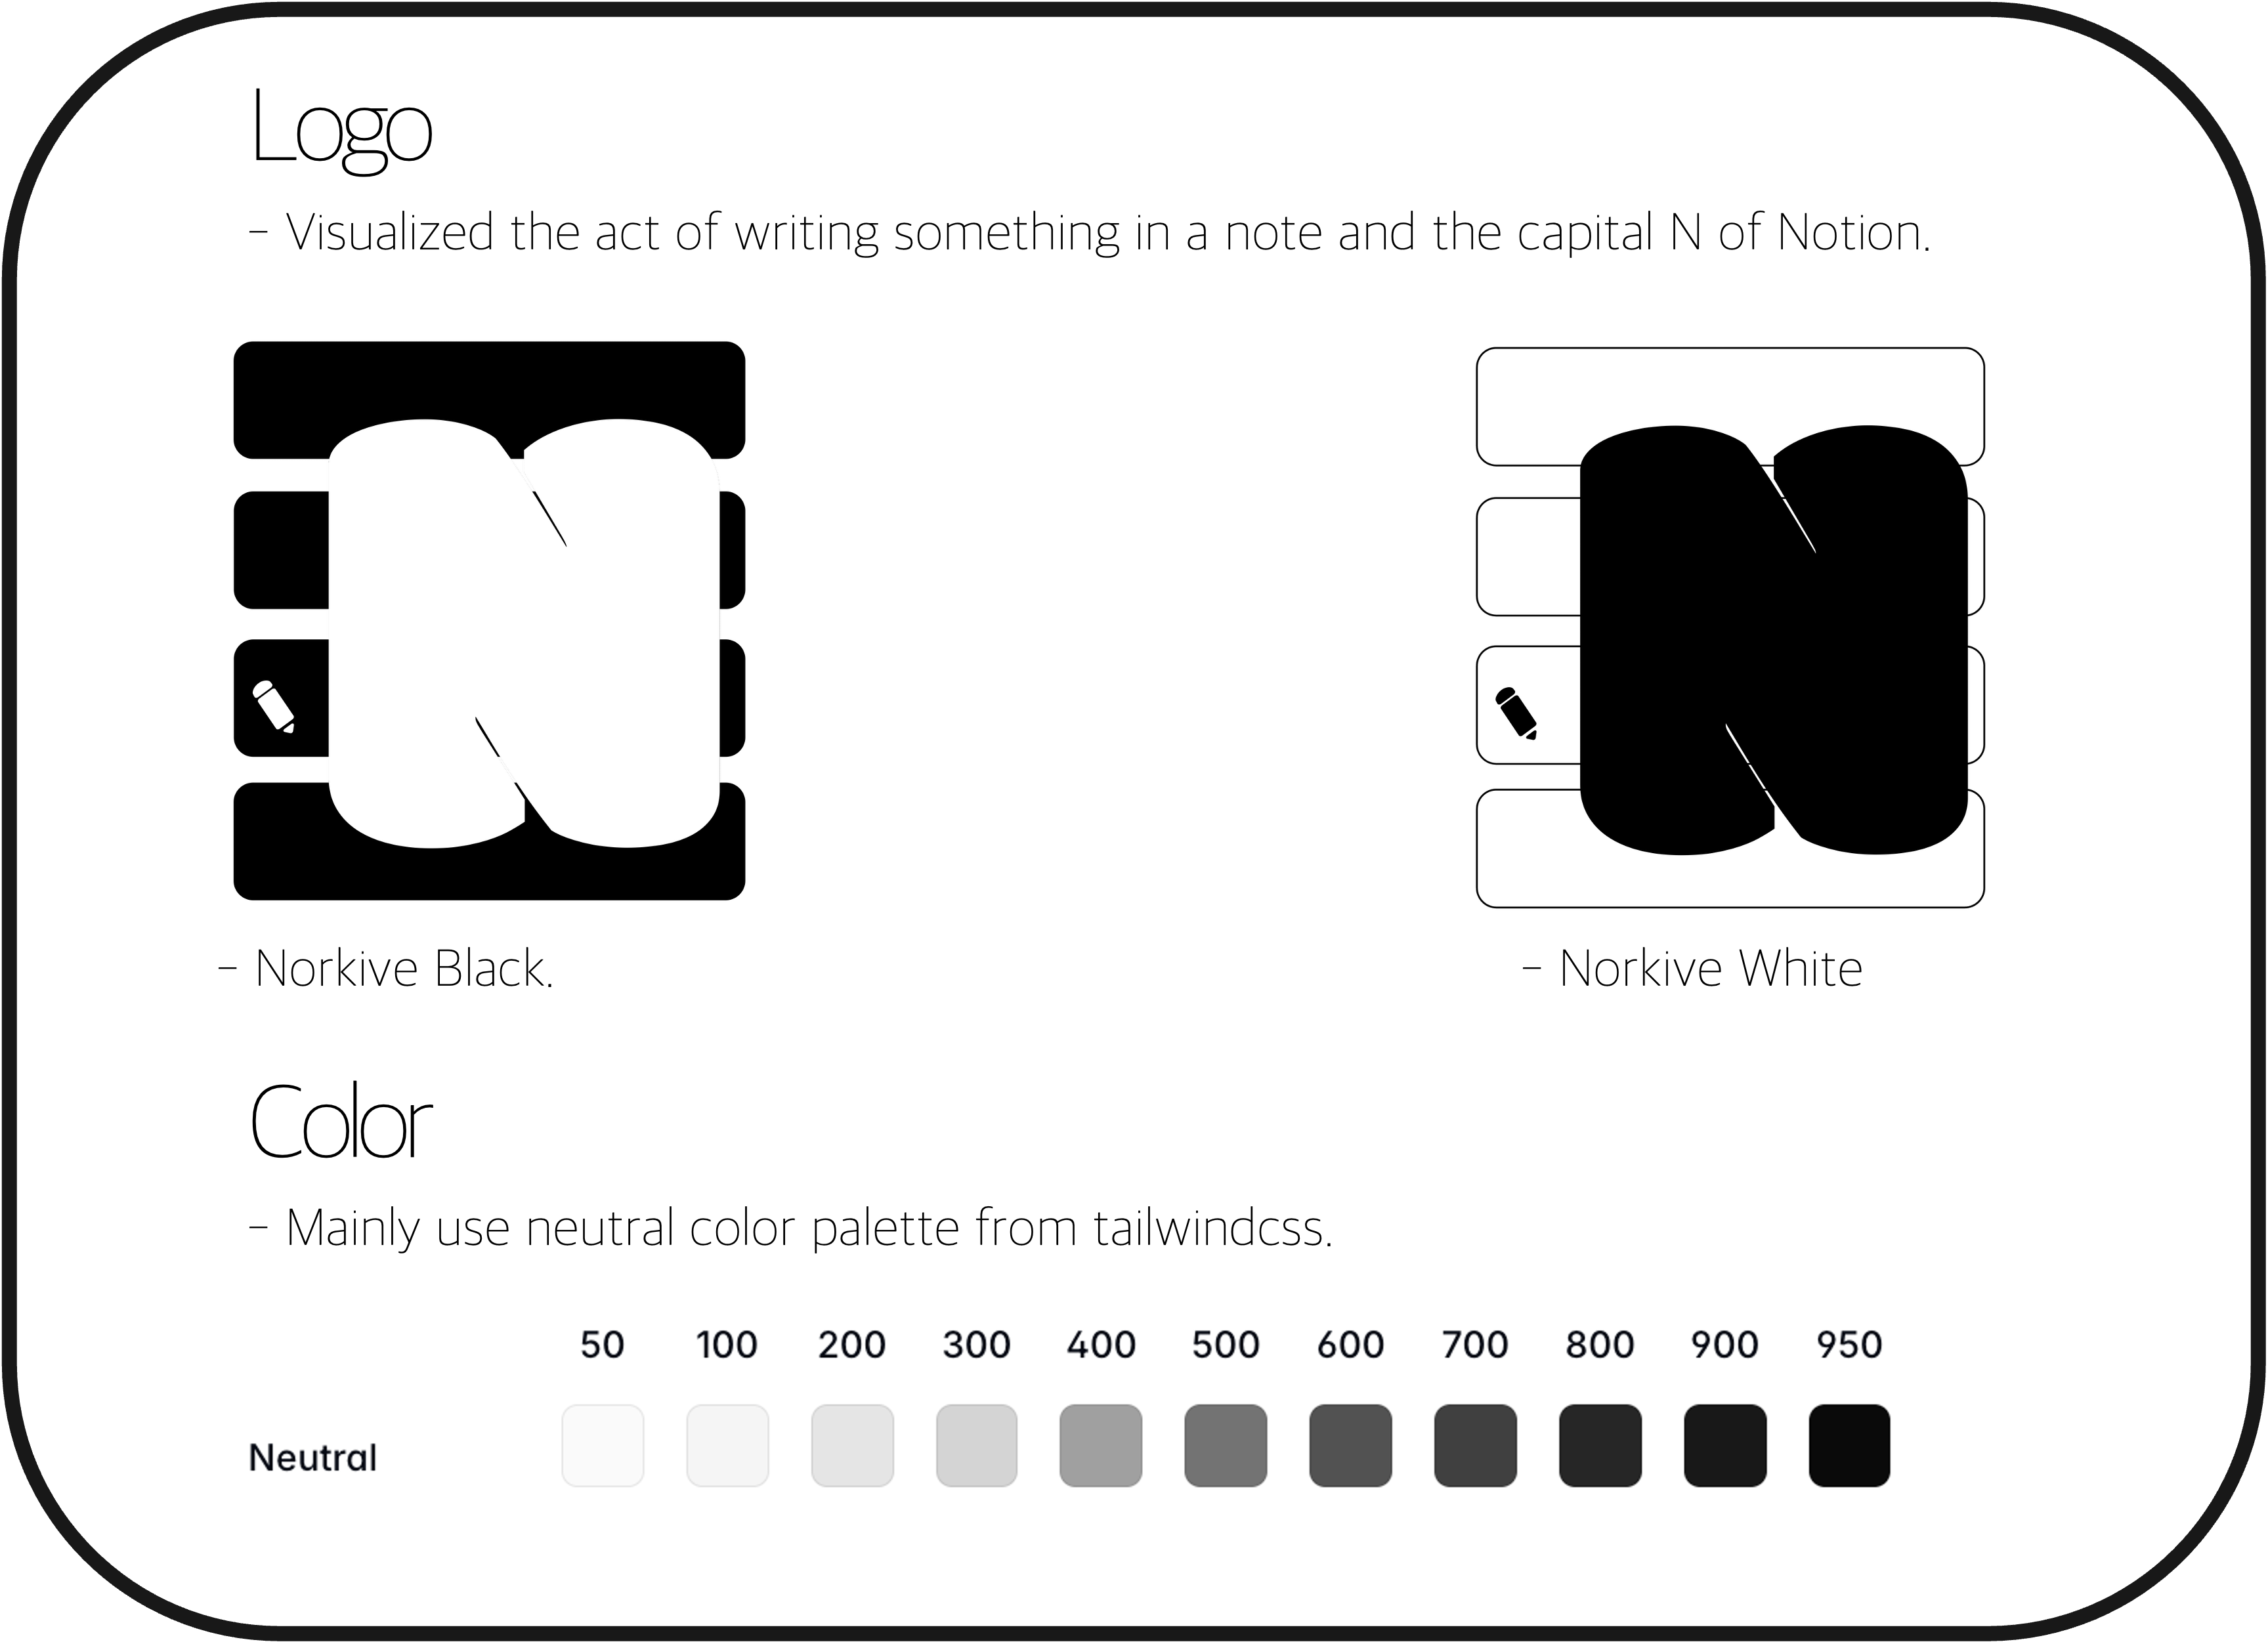 Logo
- Visualized the act of writing something in a note and the capital N of Notion.
N
N
- Norkive Black.
- Norkive White
Color
- Mainly use neutral color palette from tailwindcss.
50 100 200 300 400 500 600 700 800 900 950
Neutral